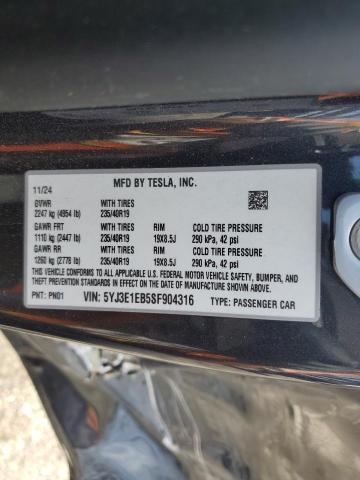 MFD BY TESLA, INC.
11/24
GVWR WITH TIRES
2247 kg (4954 lb) 235/40R19
GAWR FRT WITH TIRES RIM COLD TIRE PRESSURE
1110 kg (2447 lb) 235/40R19 19X8.5J 290 kPa, 42 psi
GAWR RR WITH TIRES RIM COLD TIRE PRESSURE
1260 kg (2778 lb) 235/40R19 19X8.5J 290 kPa, 42 psi
THIS VEHICLE CONFORMS TO ALL APPLICABLE U.S. FEDERAL MOTOR VEHICLE SAFETY, BUMPER, AND
THEFT PREVENTION STANDARDS IN EFFECT ON THE DATE OF MANUFACTURE SHOWN ABOVE.
PNT: PN01 VIN: 5YJ3E1EB5SF904316 TYPE: PASSENGER CAR